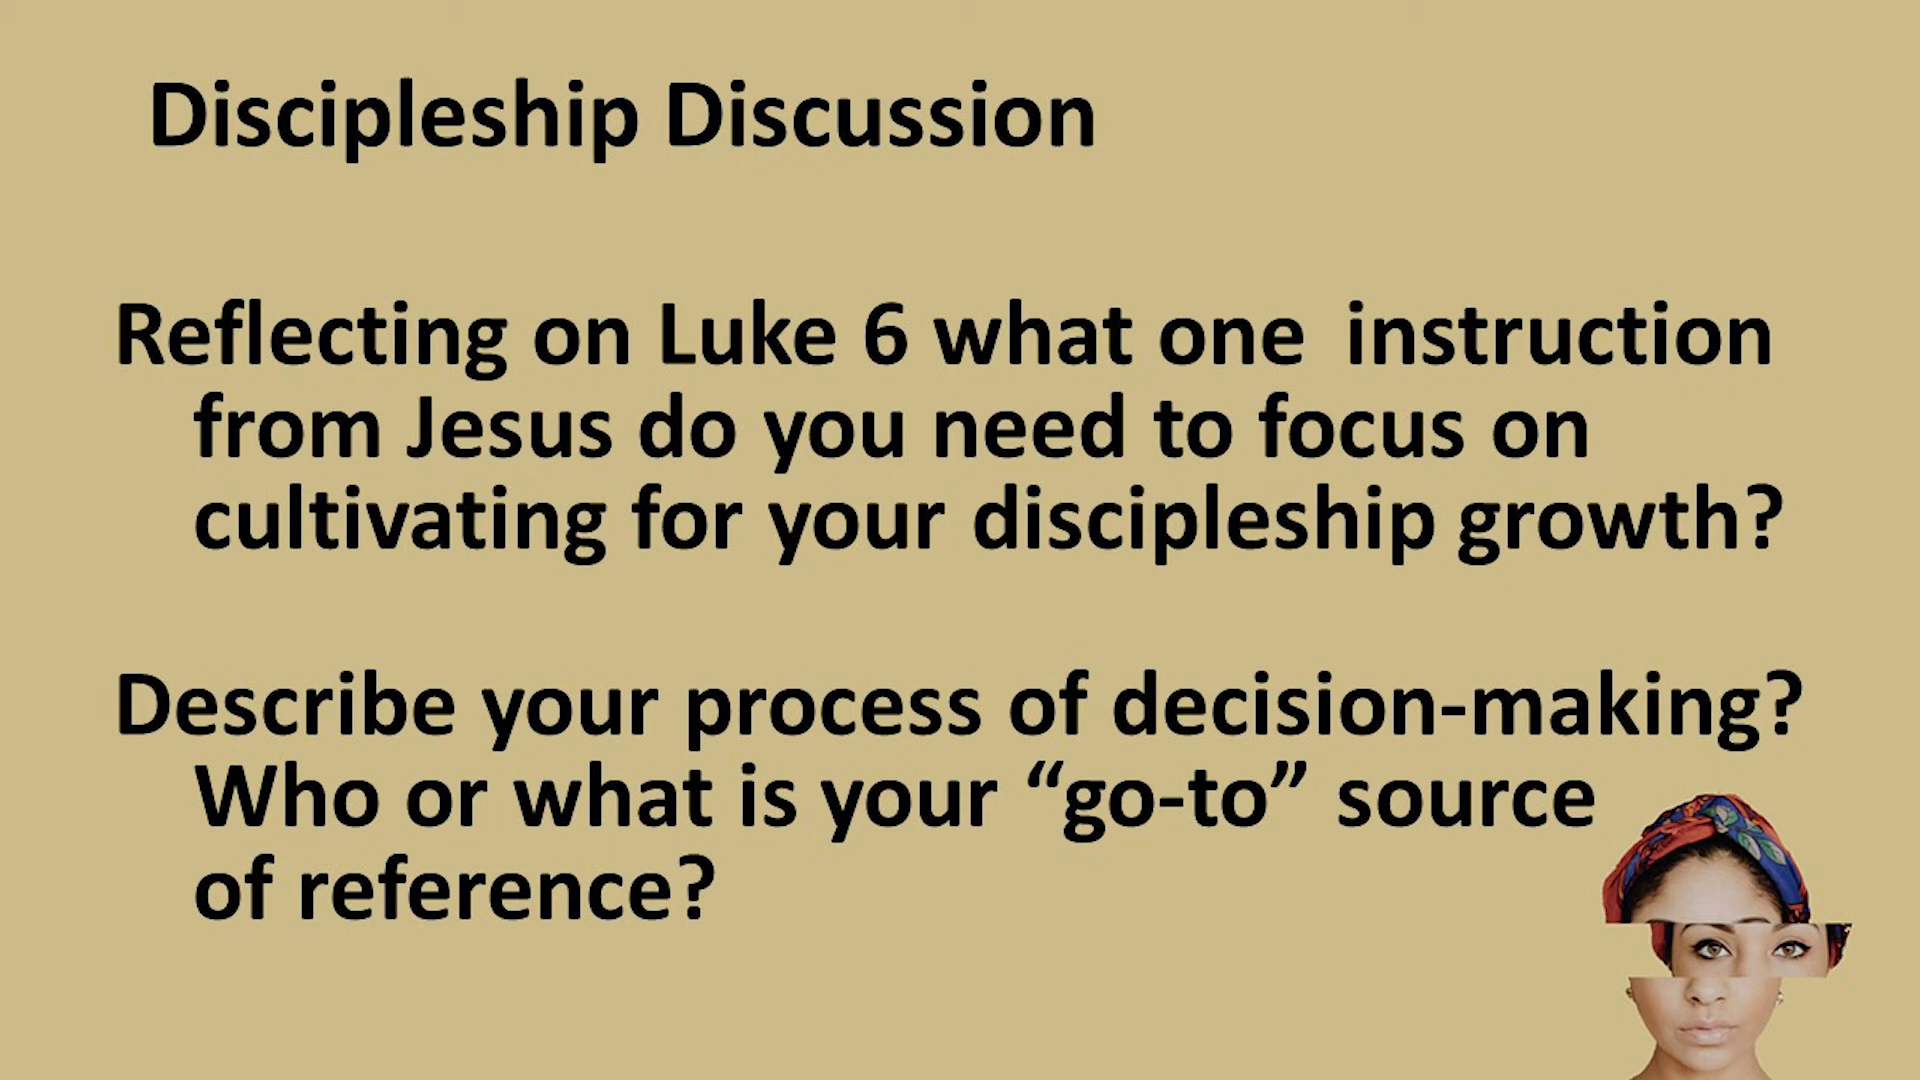 Discipleship Discussion
Reflecting on Luke 6 what one instruction
from Jesus do you need to focus on
cultivating for your discipleship growth?
Describe your process of decision-making?
Who or what is your “go-to” source
of reference?